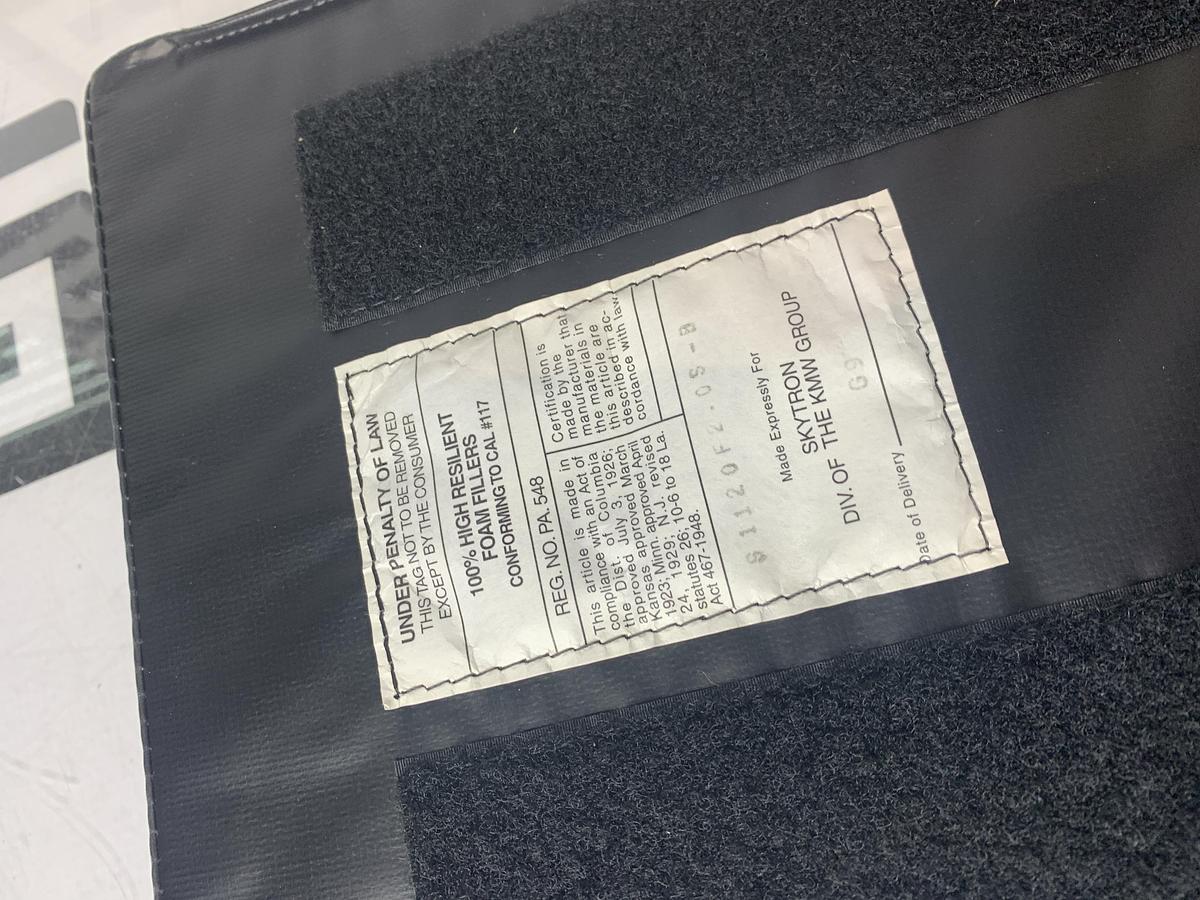 UNDER PENALTY OF LAW
THIS TAG NOT TO BE REMOVED
EXCEPT BY THE CONSUMER
100% HIGH RESILIENT
FOAM FILLERS
CONFORMING TO CAL #117
REG. NO. PA. 548
This article is made in
compliance with an Act of
the Dist. of Columbia
approved July 3, 1926;
Kansas approved March
1923; Minn. approved April
24, 1929; N.J. revised
statutes 26; 10-6 to 18 La.
Act 467-1948.
Certification is
made by the
manufacturer that
the materials in
this article are
described in ac-
cordance with law
Made Expressly For
SKYTRON
DIV. OF THE KMW GROUP
Date of Delivery